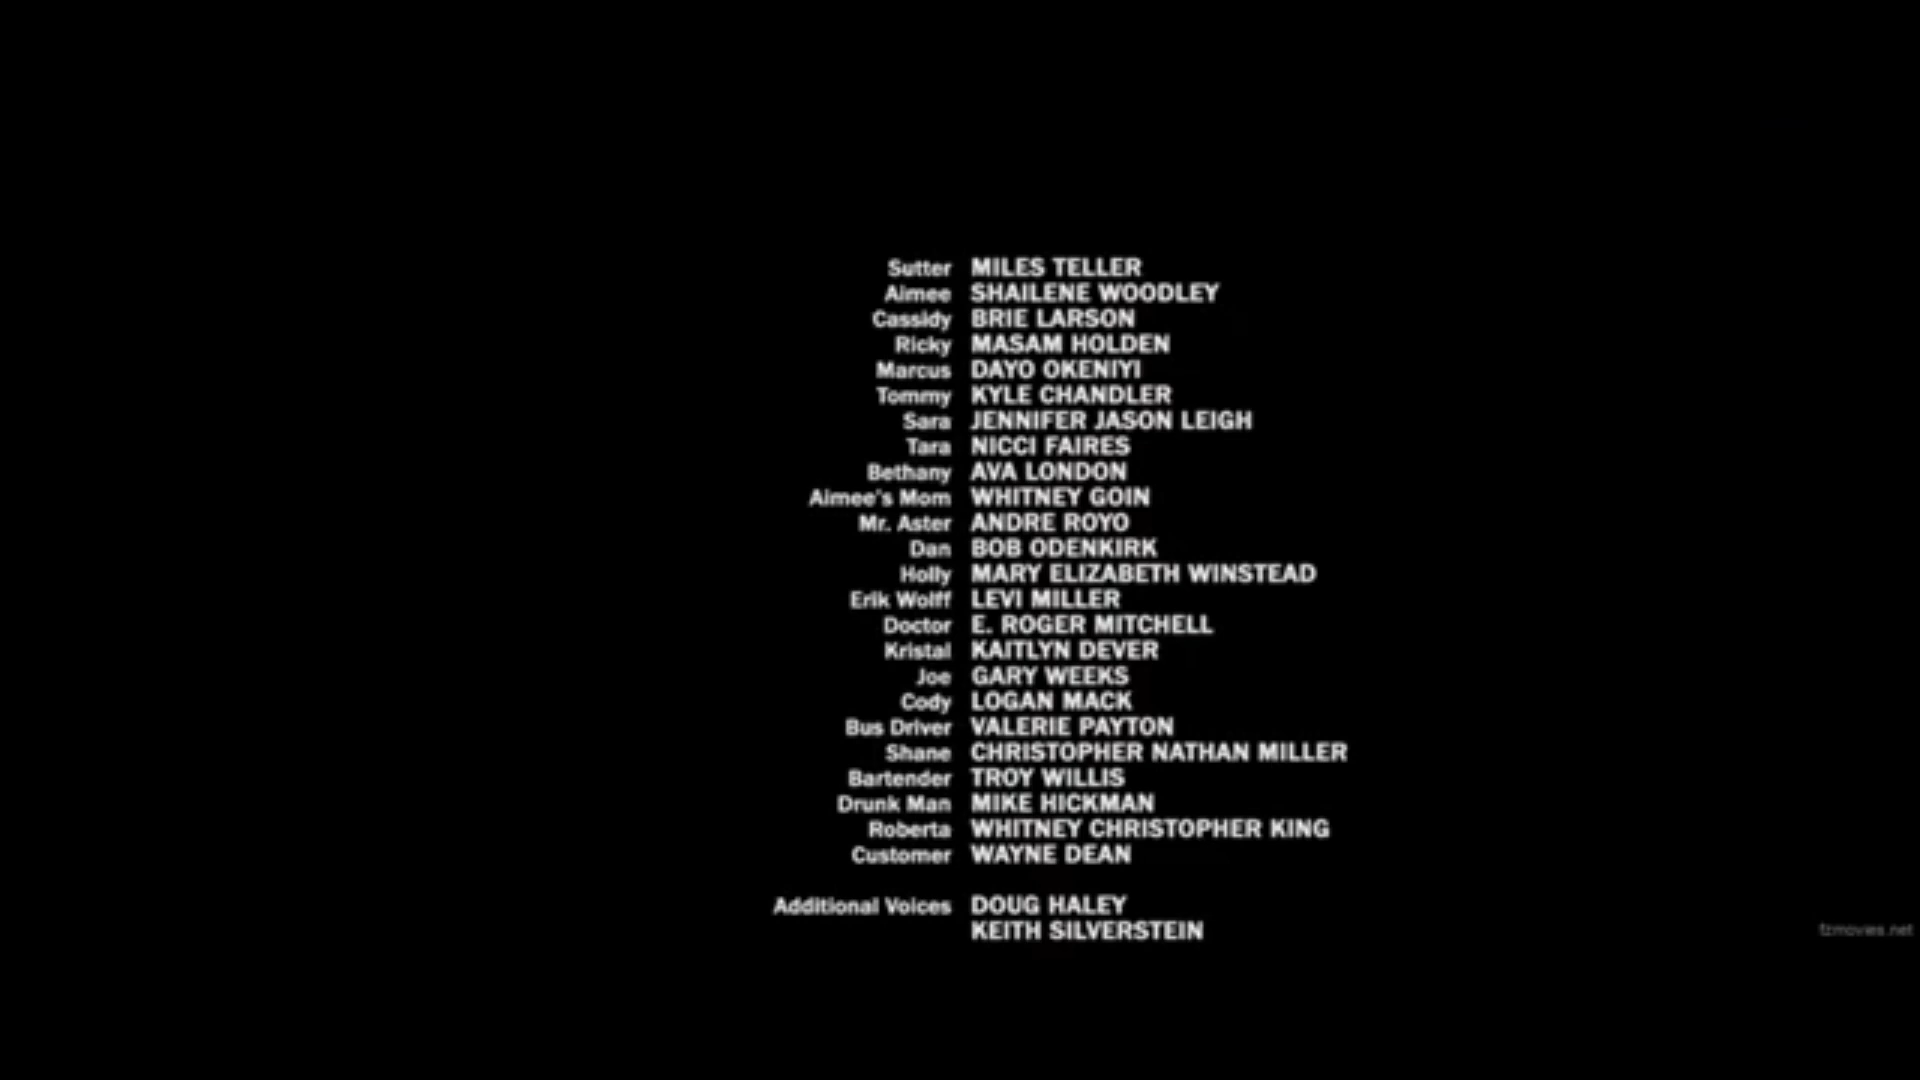 Sutter MILES TELLER
Aimee SHAILENE WOODLEY
Cassidy BRIE LARSON
Ricky MASAM HOLDEN
Marcus DAYO OKENIYI
Tommy KYLE CHANDLER
Sara JENNIFER JASON LEIGH
Tara NICCI FAIRES
Bethany AVA LONDON
Aimee's Mom WHITNEY GOIN
Mr. Aster ANDRE ROYO
Dan BOB ODENKIRK
Holly MARY ELIZABETH WINSTEAD
Erik Wolff LEVI MILLER
Doctor E. ROGER MITCHELL
Kristal KAITLYN DEVER
Joe GARY WEEKS
Cody LOGAN MACK
Bus Driver VALERIE PAYTON
Shane CHRISTOPHER NATHAN MILLER
Bartender TROY WILLIS
Drunk Man MIKE HICKMAN
Roberta WHITNEY CHRISTOPHER KING
Customer WAYNE DEAN
Additional Voices DOUG HALEY
KEITH SILVERSTEIN
fzmovies.net